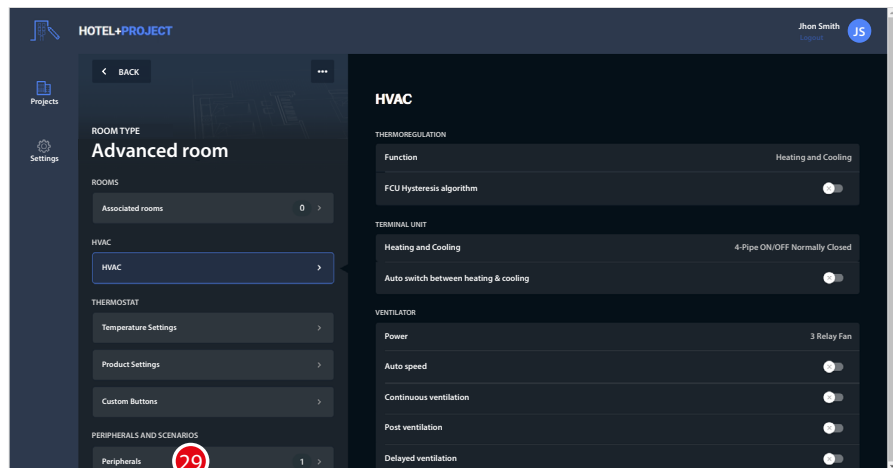 HOTEL+PROJECT
Jhon Smith
Logout
JS
Projects
Settings
BACK
•••
ROOM TYPE
Advanced room
ROOMS
Associated rooms 0
HVAC
HVAC
THERMOSTAT
Temperature Settings
Product Settings
Custom Buttons
PERIPHERALS AND SCENARIOS
Peripherals 29 1
HVAC
THERMOREGULATION
Function Heating and Cooling
FCU Hysteresis algorithm
TERMINAL UNIT
Heating and Cooling 4-Pipe ON/OFF Normally Closed
Auto switch between heating & cooling
VENTILATOR
Power 3 Relay Fan
Auto speed
Continuous ventilation
Post ventilation
Delayed ventilation